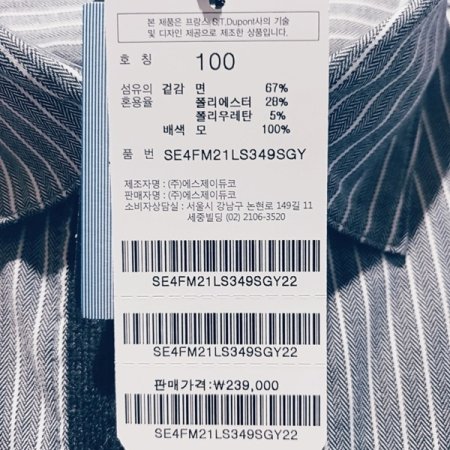 본 제품은 프랑스 S.T.Dupont사의 기술
및 디자인 제공으로 제조한 상품입니다.
호 칭 100
섬유의 겉감 면 67%
혼용율 폴리에스터 28%
폴리우레탄 5%
배색 모 100%
품 번 SE4FM21LS349SGY
제조자명 : (주)에스제이듀코
판매자명 : (주)에스제이듀코
소비자상담실 : 서울시 강남구 논현로 149길 11
세중빌딩 (02) 2106-3520
SE4FM21LS349SGY22
SE4FM21LS349SGY22
판매가격:₩239,000
SE4FM21LS349SGY22